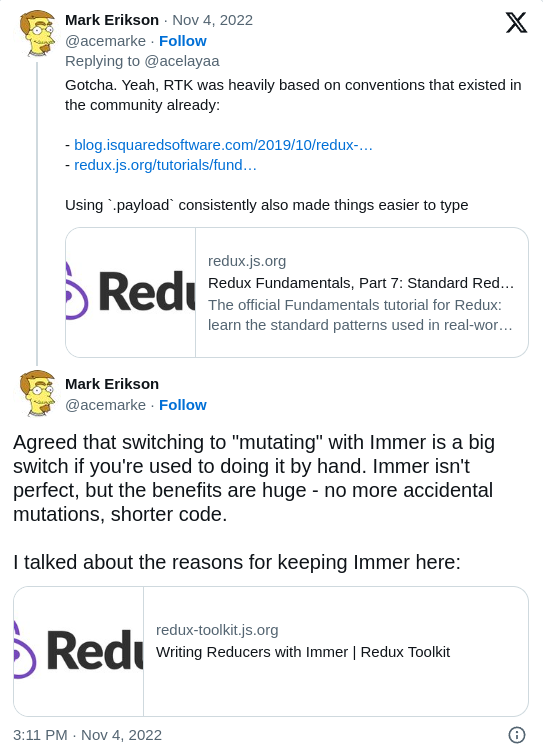 Mark Erikson · Nov 4, 2022
@acemarke · Follow
Replying to @acelayaa
Gotcha. Yeah, RTK was heavily based on conventions that existed in
the community already:
- blog.isquaredsoftware.com/2019/10/redux-…
- redux.js.org/tutorials/fund…
Using `.payload` consistently also made things easier to type
Redu
redux.js.org
Redux Fundamentals, Part 7: Standard Red…
The official Fundamentals tutorial for Redux:
learn the standard patterns used in real-wor…
Mark Erikson
@acemarke · Follow
Agreed that switching to "mutating" with Immer is a big
switch if you're used to doing it by hand. Immer isn't
perfect, but the benefits are huge - no more accidental
mutations, shorter code.
I talked about the reasons for keeping Immer here:
Redu
redux-toolkit.js.org
Writing Reducers with Immer | Redux Toolkit
3:11 PM · Nov 4, 2022